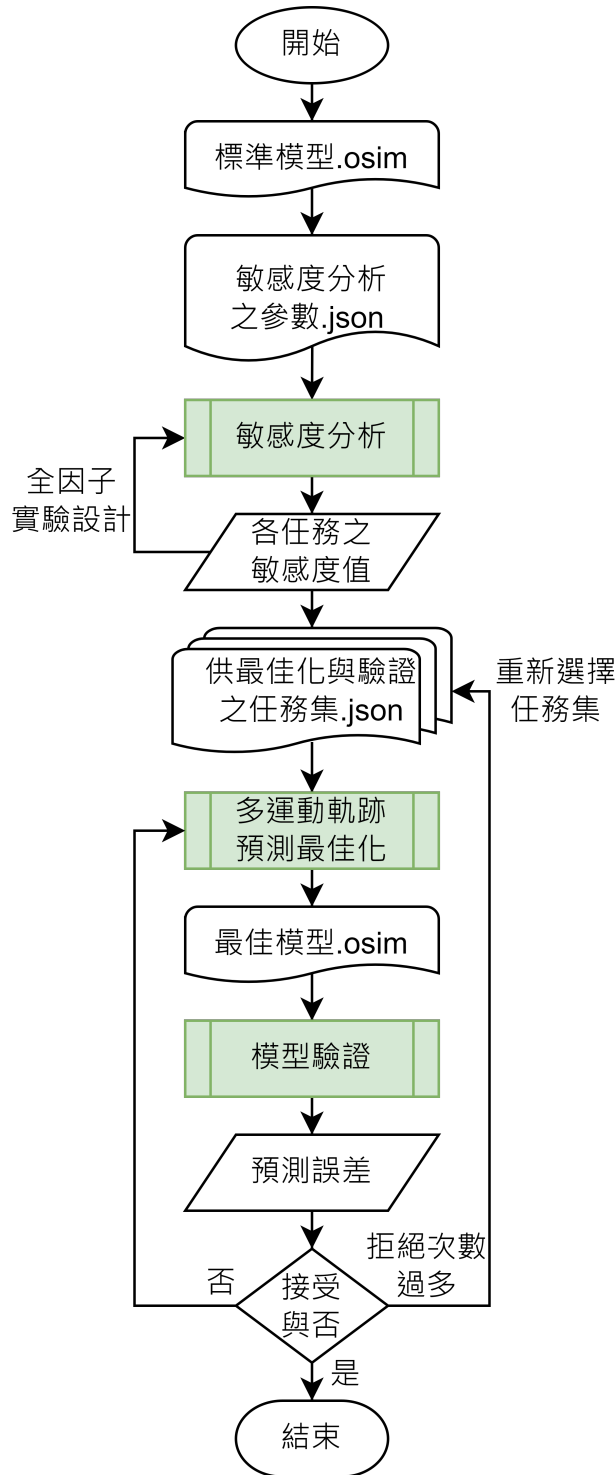 開始
標準模型.osim
敏感度分析
之參數.json
敏感度分析
全因子
實驗設計
各任務之
敏感度值
供最佳化與驗證
之任務集.json
重新選擇
任務集
多運動軌跡
預測最佳化
最佳模型.osim
模型驗證
預測誤差
拒絕次數
過多
否
接受
與否
是
結束